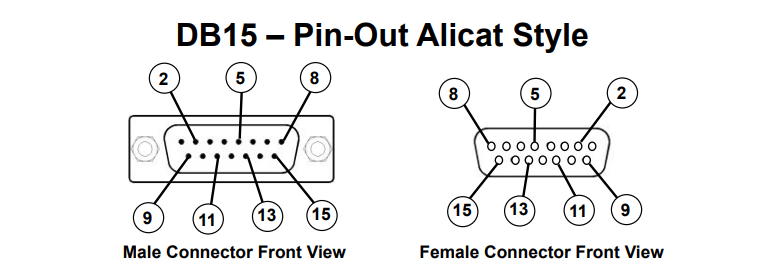 DB15 – Pin-Out Alicat Style
2 5 8
8 5 2
9 11 13 15
15 13 11 9
Male Connector Front View
Female Connector Front View